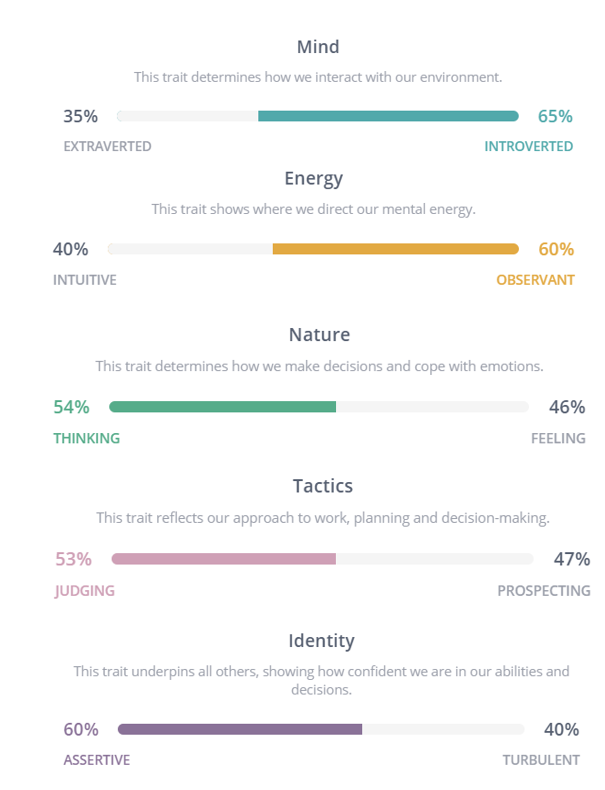 Mind
This trait determines how we interact with our environment.
35% 65%
EXTRAVERTED INTROVERTED
Energy
This trait shows where we direct our mental energy.
40% 60%
INTUITIVE OBSERVANT
Nature
This trait determines how we make decisions and cope with emotions.
54% 46%
THINKING FEELING
Tactics
This trait reflects our approach to work, planning and decision-making.
53% 47%
JUDGING PROSPECTING
Identity
This trait underpins all others, showing how confident we are in our abilities and
decisions.
60% 40%
ASSERTIVE TURBULENT